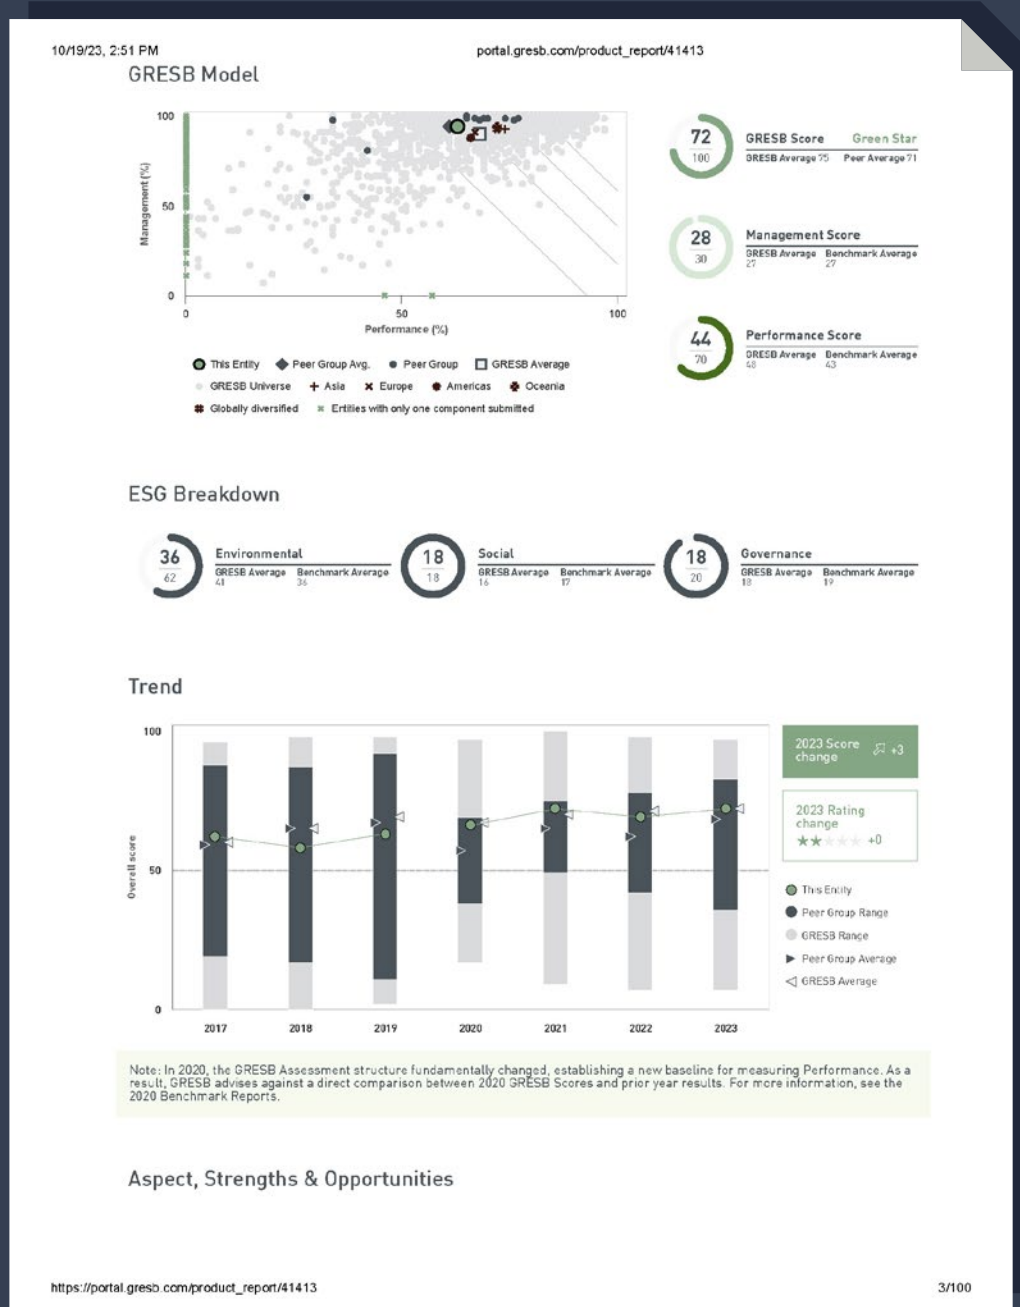 10/19/23, 2:51 PM
portal.gresb.com/product_report/41413
GRESB Model
100
50
0
Management (%)
0
50
100
Performance (%)
This Entity
Peer Group Avg.
Peer Group
GRESB Average
GRESB Universe
Asia
Europe
Americas
Oceania
Globally diversified
Entities with only one component submitted
72
100
GRESB Score
Green Star
GRESB Average 75
Peer Average 71
28
30
Management Score
GRESB Average
27
Benchmark Average
27
44
70
Performance Score
GRESB Average
48
Benchmark Average
43
ESG Breakdown
36
62
Environmental
GRESB Average
41
Benchmark Average
36
18
18
Social
GRESB Average
16
Benchmark Average
17
18
20
Governance
GRESB Average
18
Benchmark Average
19
Trend
100
50
0
Overall score
2017
2018
2019
2020
2021
2022
2023
2023 Score
change
+3
2023 Rating
change
+0
This Entity
Peer Group Range
GRESB Range
Peer Group Average
GRESB Average
Note: In 2020, the GRESB Assessment structure fundamentally changed, establishing a new baseline for measuring Performance. As a
result, GRESB advises against a direct comparison between 2020 GRESB Scores and prior year results. For more information, see the
2020 Benchmark Reports.
Aspect, Strengths & Opportunities
https://portal.gresb.com/product_report/41413
3/100